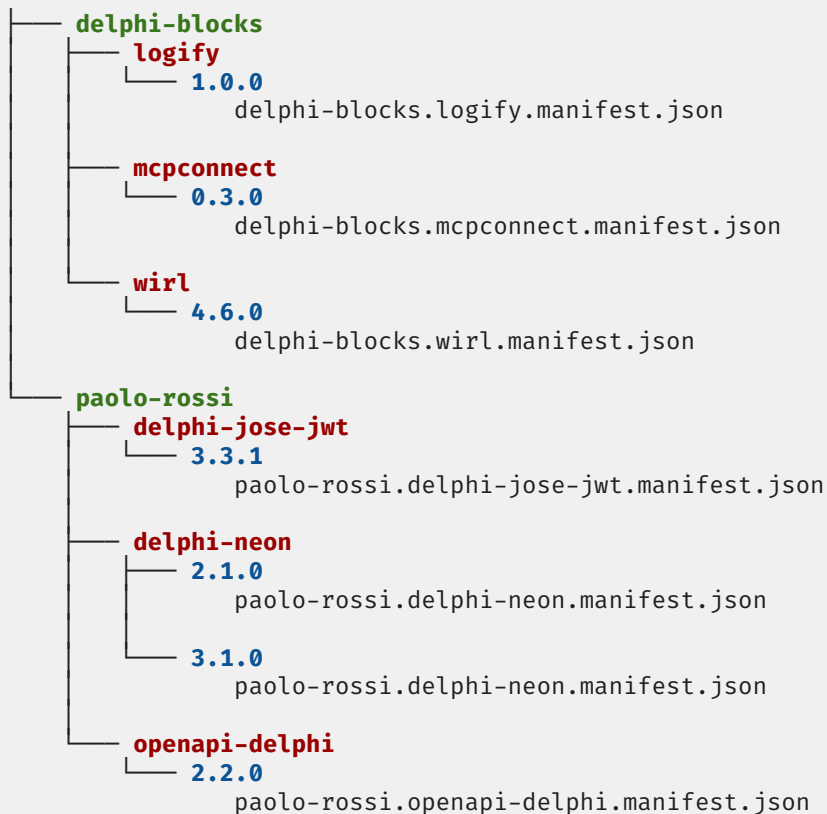 delphi-blocks
logify
1.0.0
delphi-blocks.logify.manifest.json
mcpconnect
0.3.0
delphi-blocks.mcpconnect.manifest.json
wirl
4.6.0
delphi-blocks.wirl.manifest.json
paolo-rossi
delphi-jose-jwt
3.3.1
paolo-rossi.delphi-jose-jwt.manifest.json
delphi-neon
2.1.0
paolo-rossi.delphi-neon.manifest.json
3.1.0
paolo-rossi.delphi-neon.manifest.json
openapi-delphi
2.2.0
paolo-rossi.openapi-delphi.manifest.json